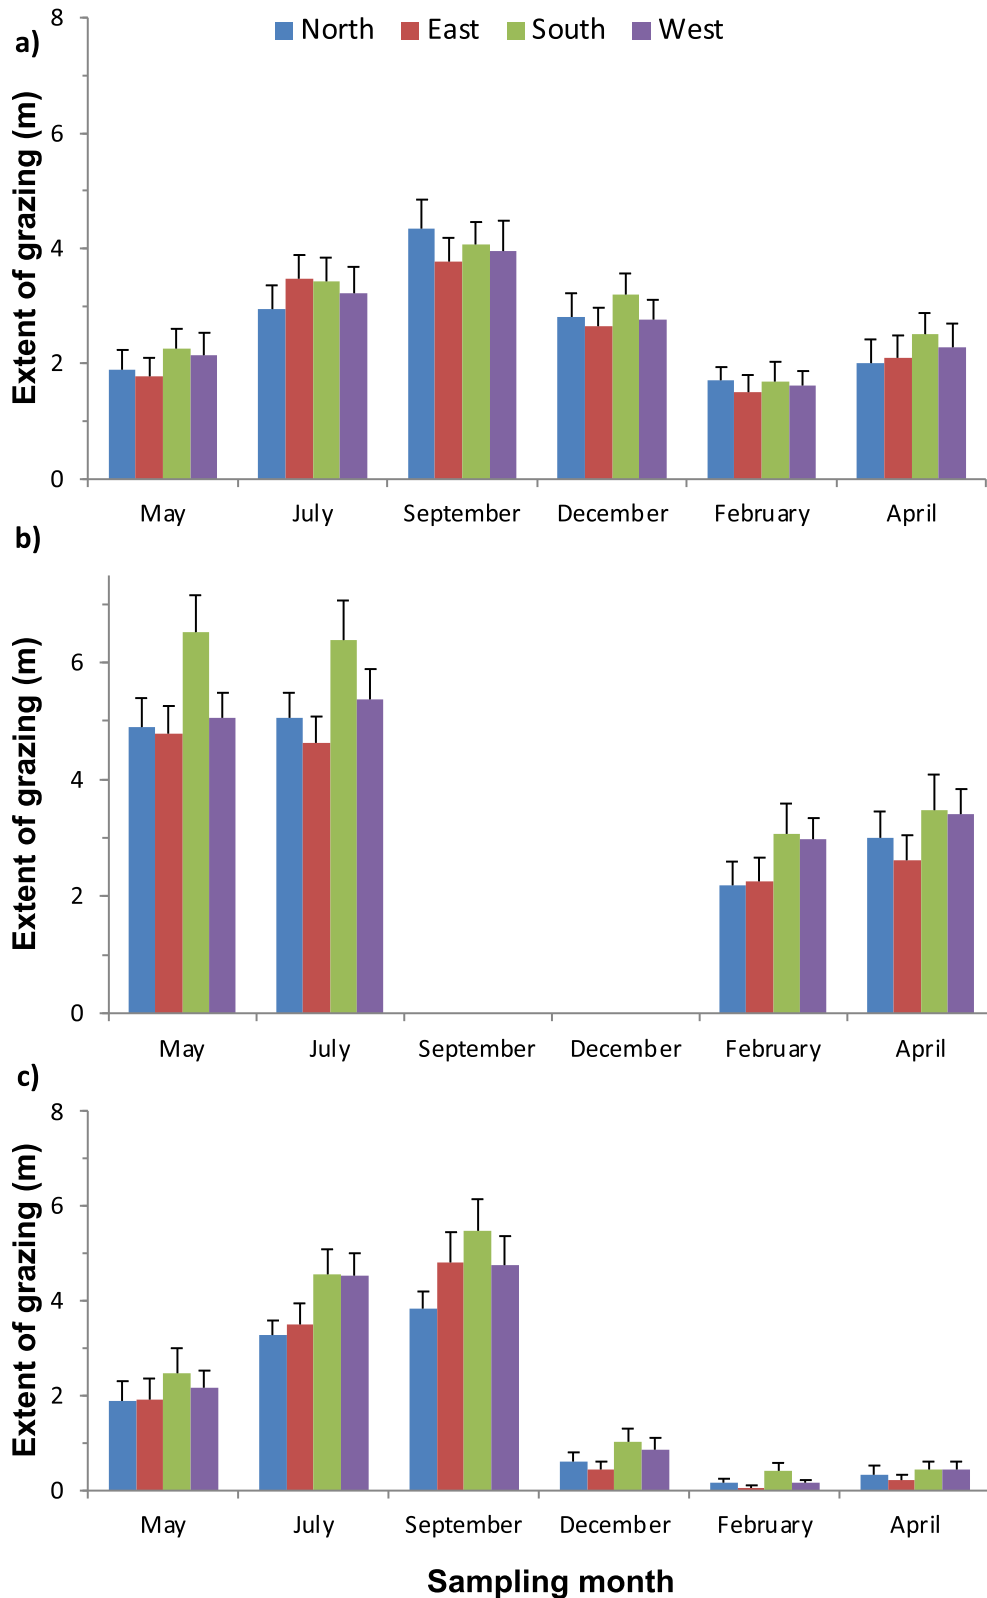 a)
North East South West
Extent of grazing (m)
8
6
4
2
0
May July September December February April
b)
Extent of grazing (m)
6
4
2
0
May July September December February April
c)
Extent of grazing (m)
8
6
4
2
0
May July September December February April
Sampling month